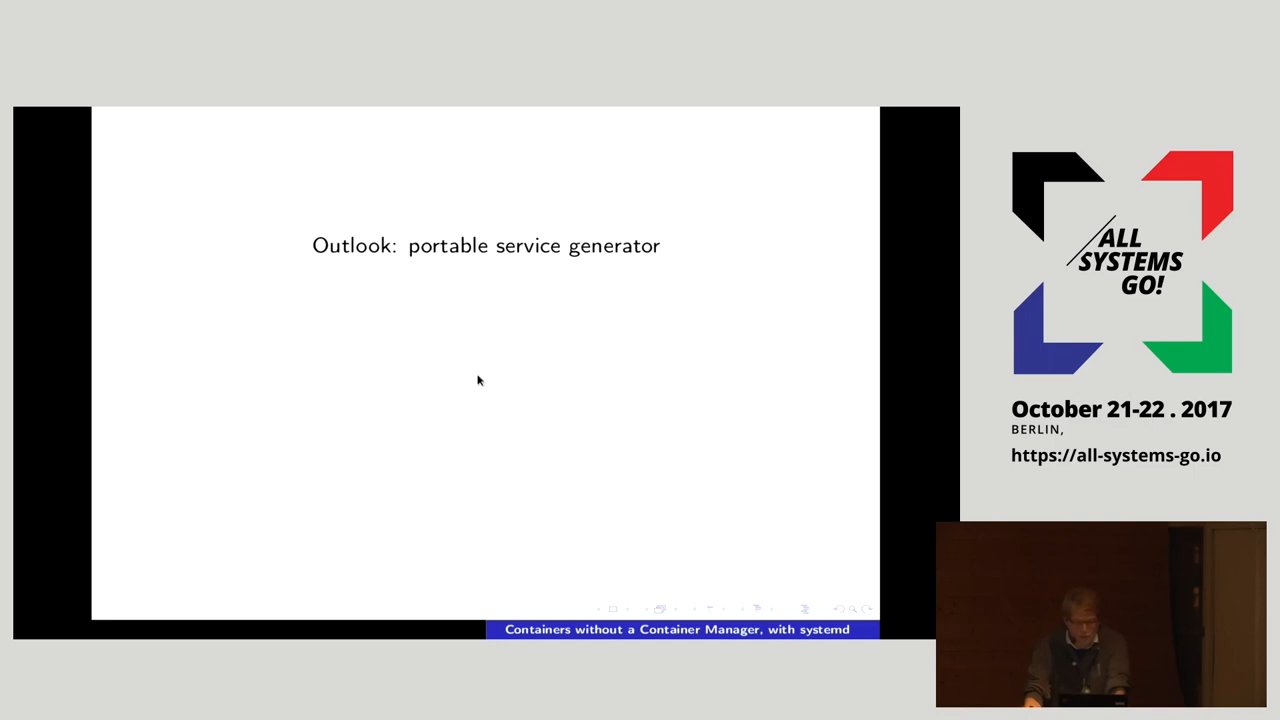 Outlook: portable service generator
Containers without a Container Manager, with systemd
ALL
SYSTEMS
GO!
October 21-22 . 2017
BERLIN,
https://all-systems-go.io